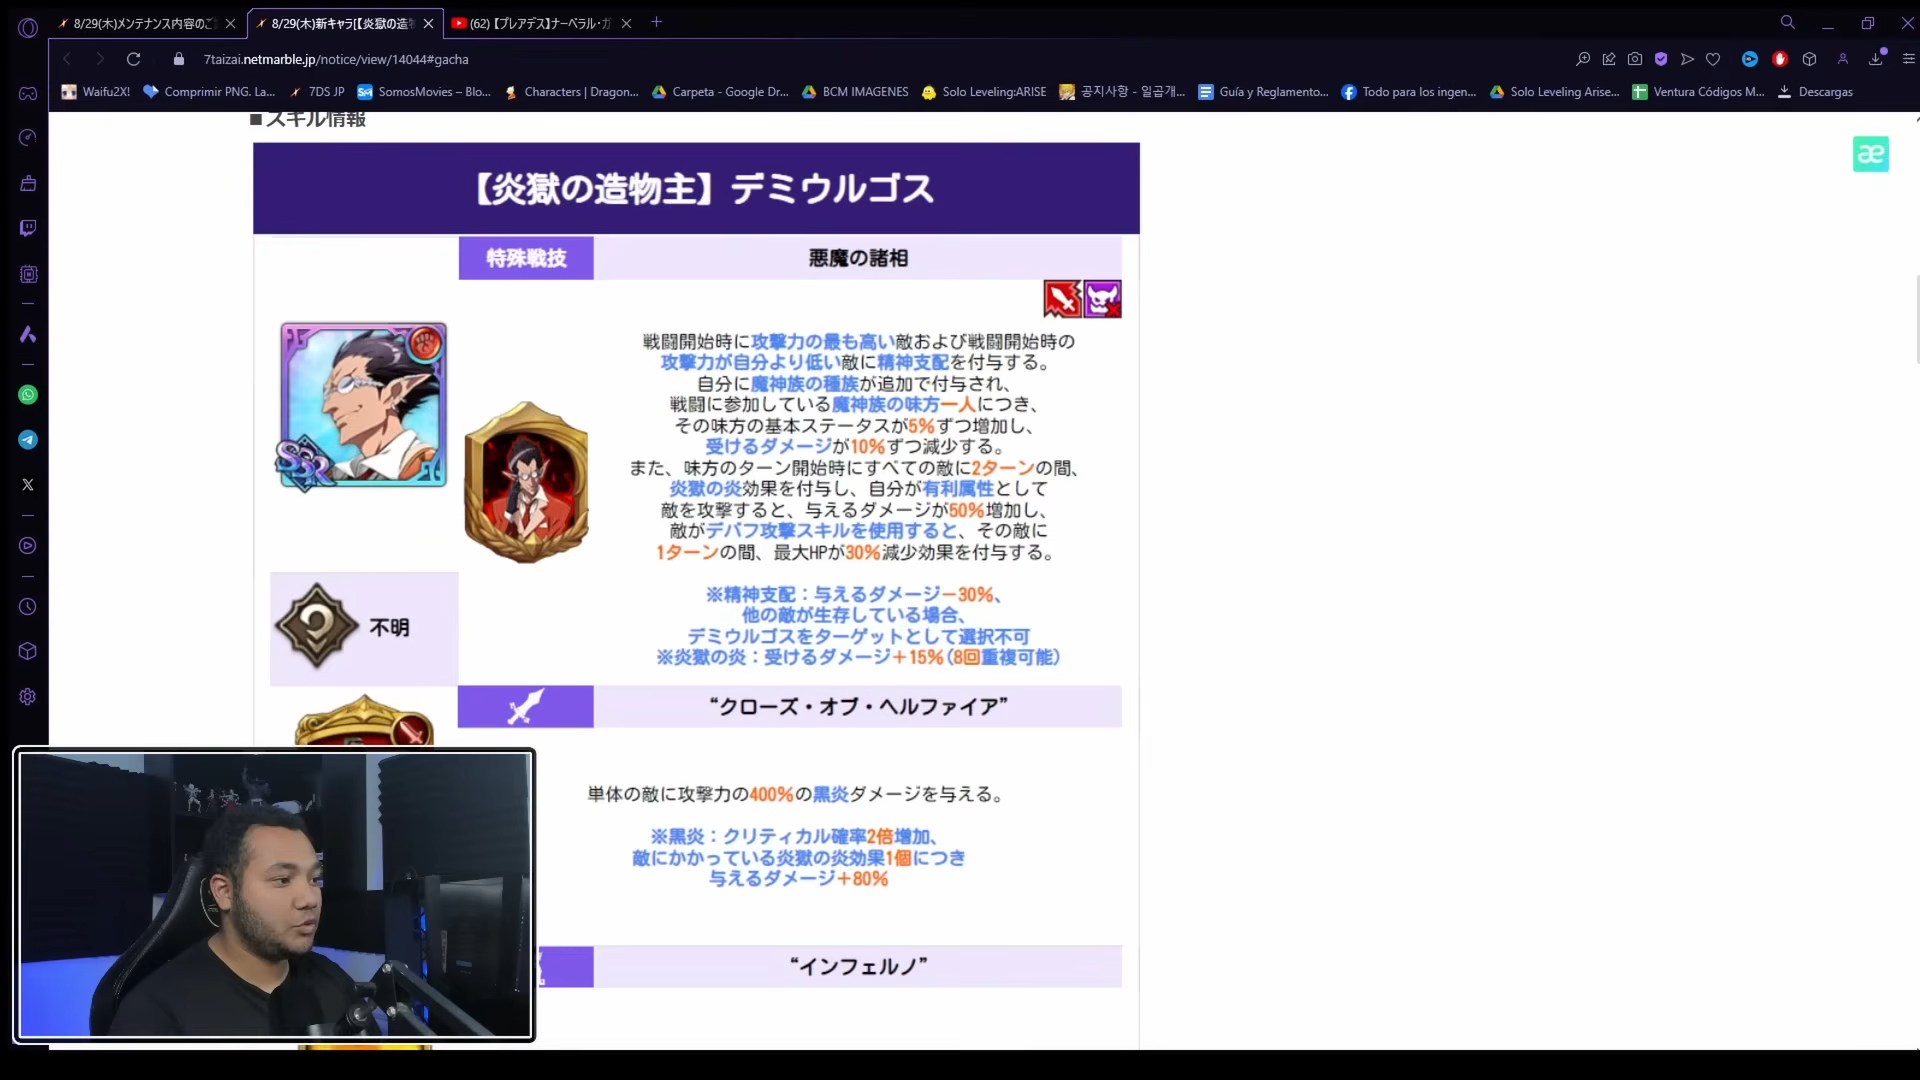 8/29(木)メンテナンス内容のご
8/29(木)新キャラ[【炎獄の造物
(62)【プレアデス】ナーベラル・ガ
7taizai.netmarble.jp/notice/view/14044#gacha
Waifu2X!
Comprimir PNG. La...
7DS JP
SomosMovies – Blo...
Characters | Dragon...
Carpeta - Google Dr...
BCM IMAGENES
Solo Leveling:ARISE
공지사항 - 일곱개...
Guía y Reglamento...
Todo para los ingen...
Solo Leveling Arise...
Ventura Códigos M...
Descargas
■スキル情報
æ
【炎獄の造物主】デミウルゴス
特殊戦技
悪魔の諸相
戦闘開始時に攻撃力の最も高い敵および戦闘開始時の
攻撃力が自分より低い敵に精神支配を付与する。
自分に魔神族の種族が追加で付与され、
戦闘に参加している魔神族の味方一人につき、
その味方の基本ステータスが5%ずつ増加し、
受けるダメージが10%ずつ減少する。
また、味方のターン開始時にすべての敵に2ターンの間、
炎獄の炎効果を付与し、自分が有利属性として
敵を攻撃すると、与えるダメージが50%増加し、
敵がデバフ攻撃スキルを使用すると、その敵に
1ターンの間、最大HPが30%減少効果を付与する。
※精神支配：与えるダメージ－30%、
他の敵が生存している場合、
デミウルゴスをターゲットとして選択不可
※炎獄の炎：受けるダメージ＋15%(8回重複可能)
SSR
不明
“クローズ・オブ・ヘルファイア”
単体の敵に攻撃力の400%の黒炎ダメージを与える。
※黒炎：クリティカル確率2倍増加、
敵にかかっている炎獄の炎効果1個につき
与えるダメージ＋80%
“インフェルノ”